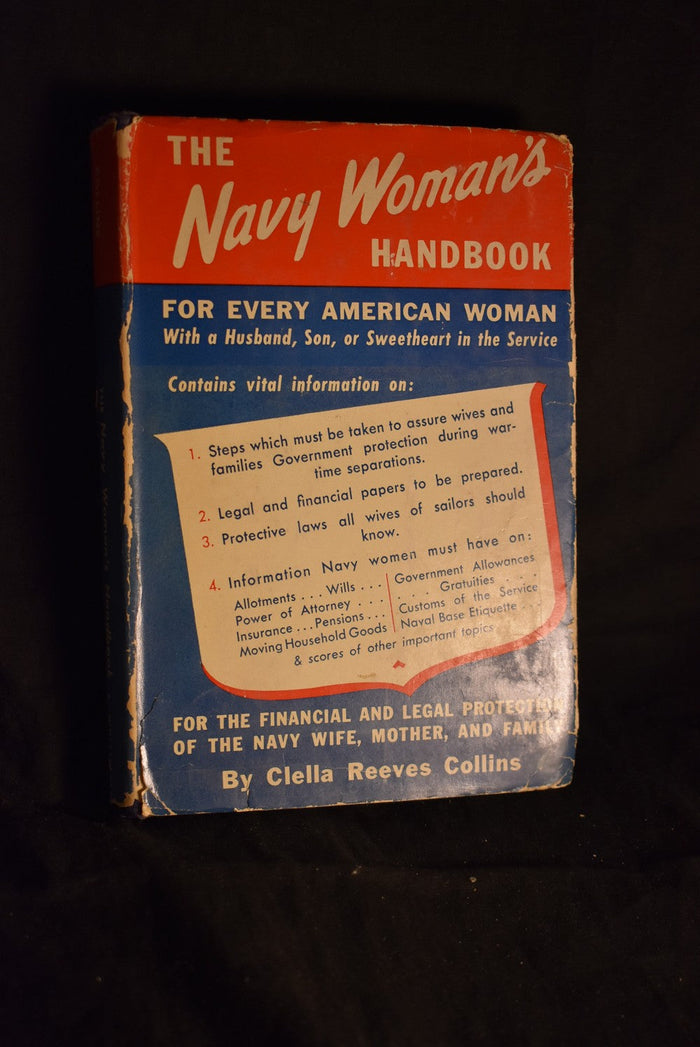 THE
Navy Woman's
HANDBOOK
FOR EVERY AMERICAN WOMAN
With a Husband, Son, or Sweetheart in the Service
Contains vital information on:
1. Steps which must be taken to assure wives and
families Government protection during war-
time separations.
2. Legal and financial papers to be prepared.
3. Protective laws all wives of sailors should
know.
4. Information Navy women must have on:
Allotments . . . Wills . . .
Power of Attorney . . .
Insurance . . . Pensions . . .
Moving Household Goods
Government Allowances
. . . . Gratuities . . . .
Customs of the Service
Naval Base Etiquette . .
& scores of other important topics
FOR THE FINANCIAL AND LEGAL PROTECTION
OF THE NAVY WIFE, MOTHER, AND FAMILY
By Clella Reeves Collins